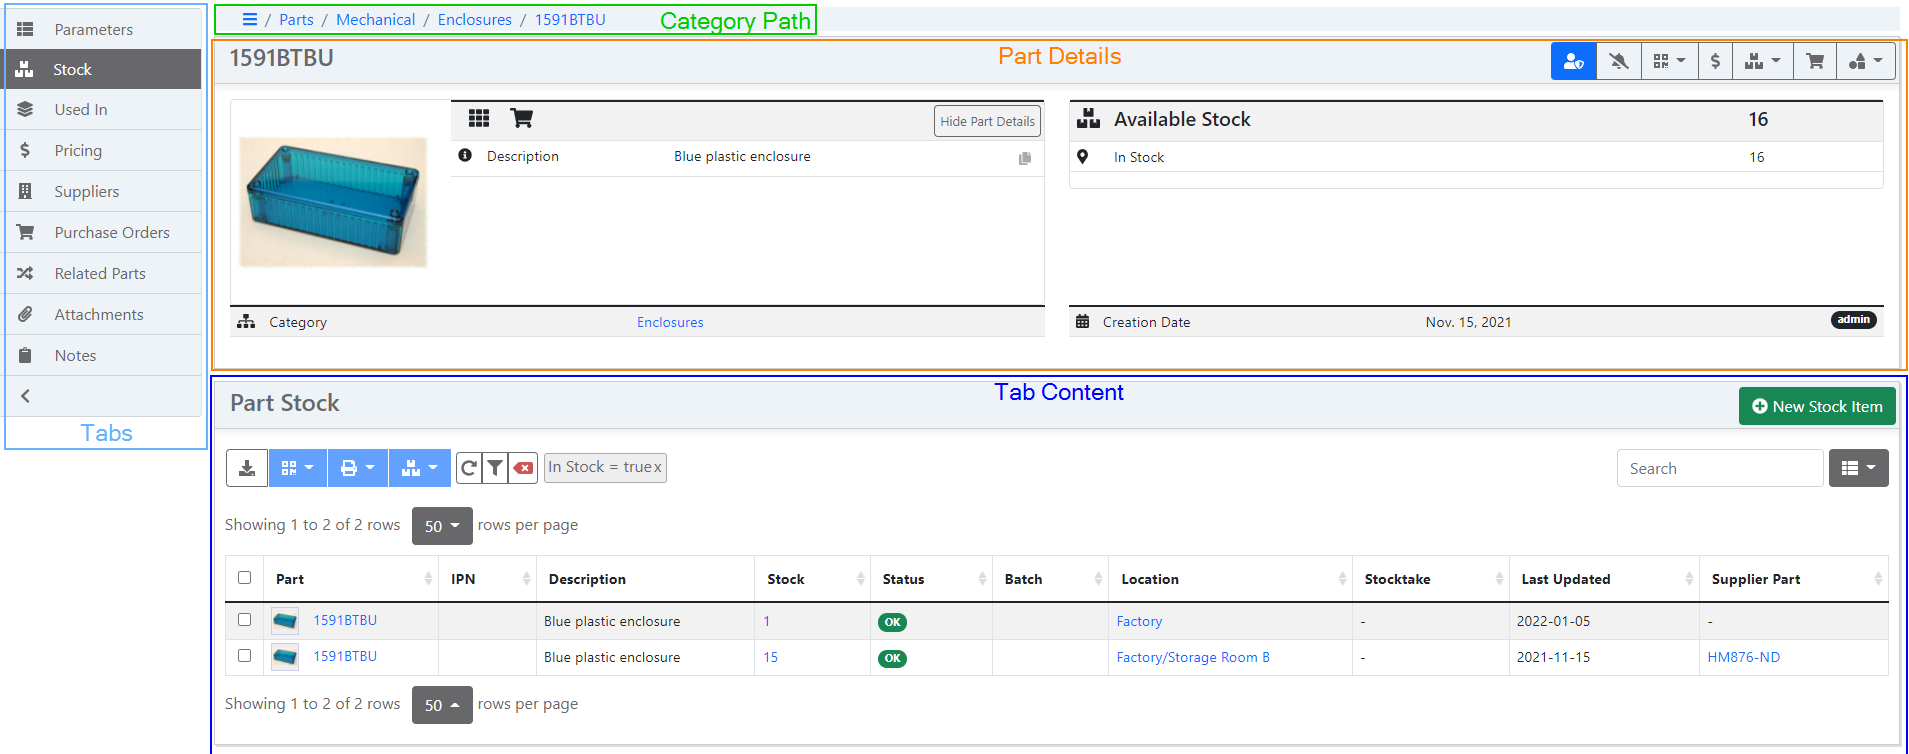 Parameters
Stock
Used In
Pricing
Suppliers
Purchase Orders
Related Parts
Attachments
Notes
Tabs
/ Parts / Mechanical / Enclosures / 1591BTBU
Category Path
1591BTBU
Part Details
Hide Part Details
Description Blue plastic enclosure
Category Enclosures
Available Stock 16
In Stock 16
Creation Date Nov. 15, 2021 admin
Tab Content
Part Stock
New Stock Item
In Stock = truex
Search
Showing 1 to 2 of 2 rows 50 rows per page
Part IPN Description Stock Status Batch Location Stocktake Last Updated Supplier Part
1591BTBU Blue plastic enclosure 1 OK Factory - 2022-01-05 -
1591BTBU Blue plastic enclosure 15 OK Factory/Storage Room B - 2021-11-15 HM876-ND
Showing 1 to 2 of 2 rows 50 rows per page